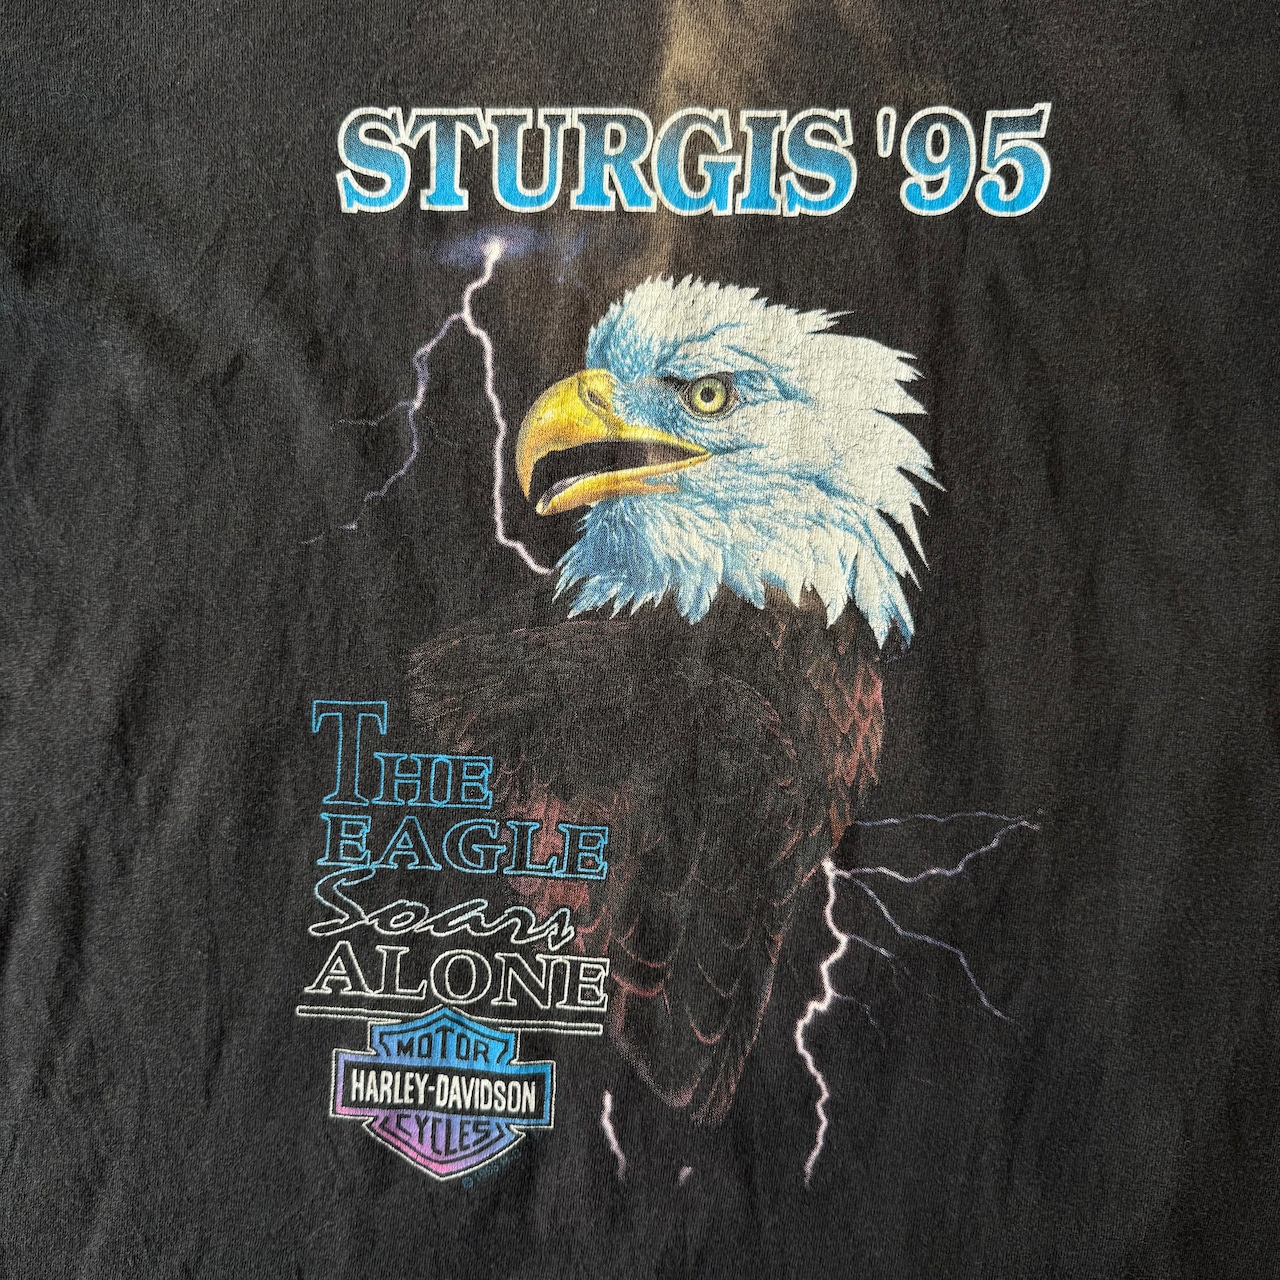 STURGIS '95
THE
EAGLE
Soars
ALONE
MOTOR
HARLEY-DAVIDSON
CYCLES